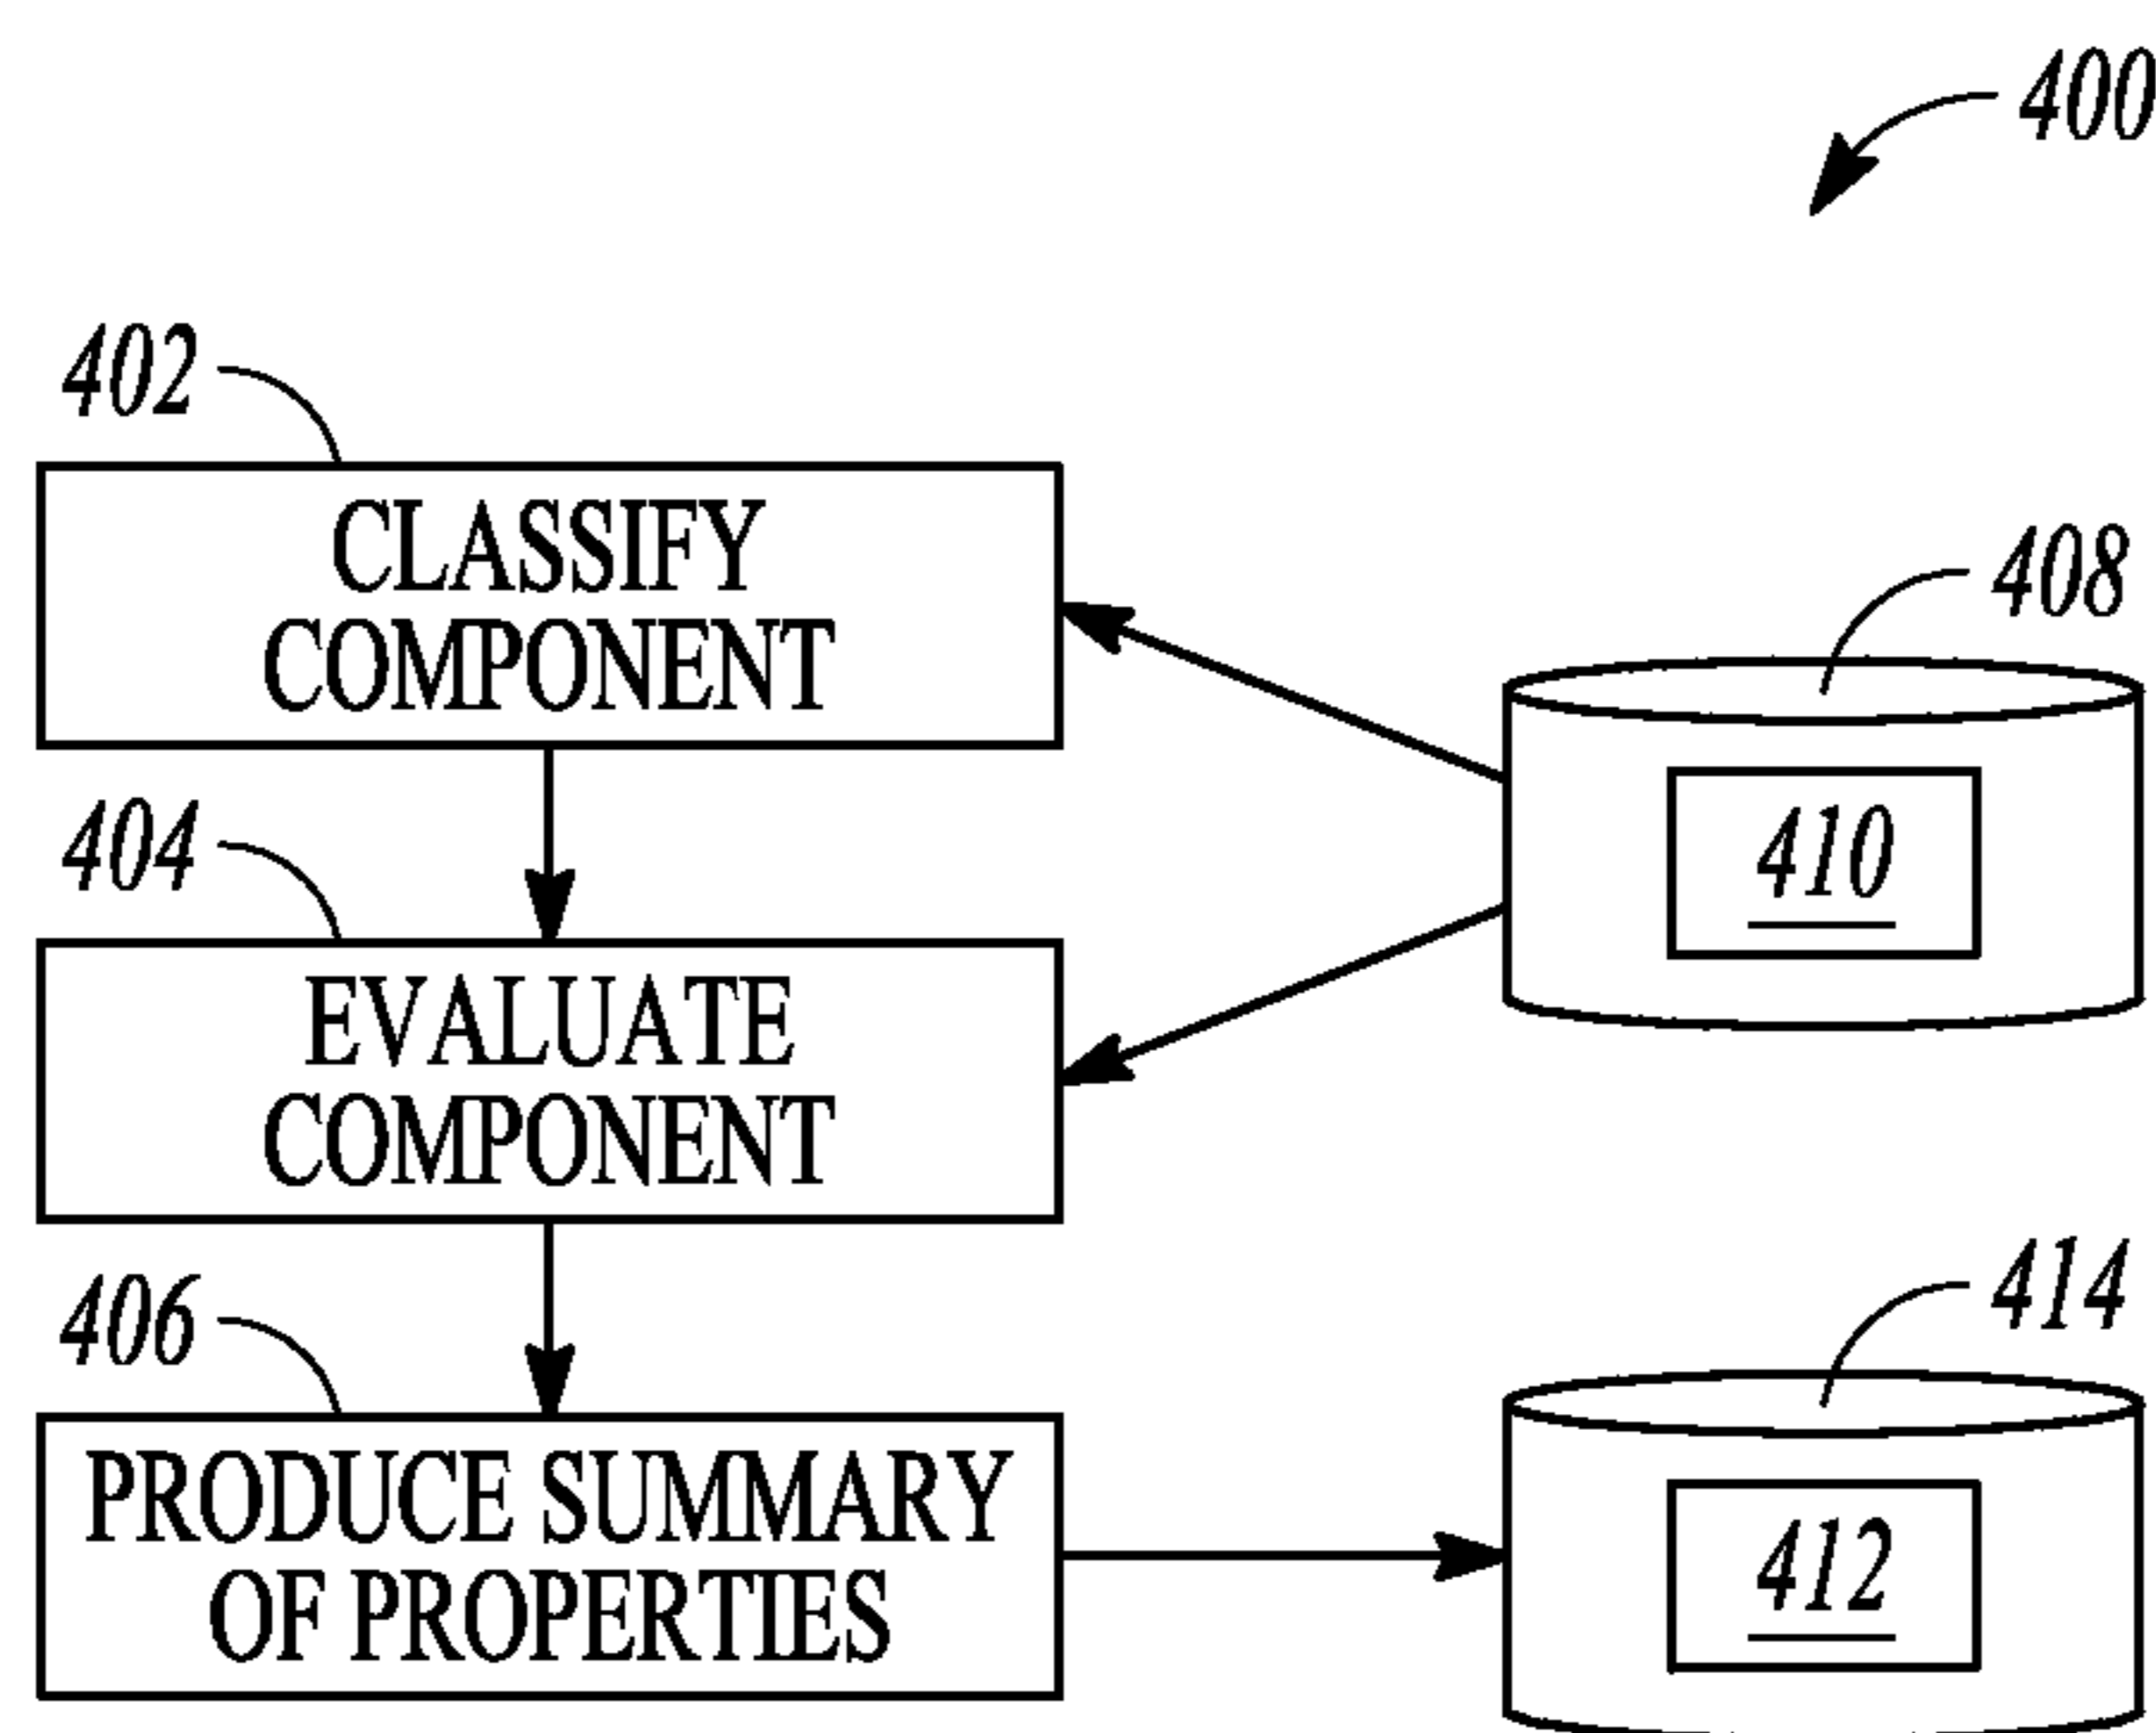 400
402
CLASSIFY
COMPONENT
408
410
404
EVALUATE
COMPONENT
406
PRODUCE SUMMARY
OF PROPERTIES
414
412